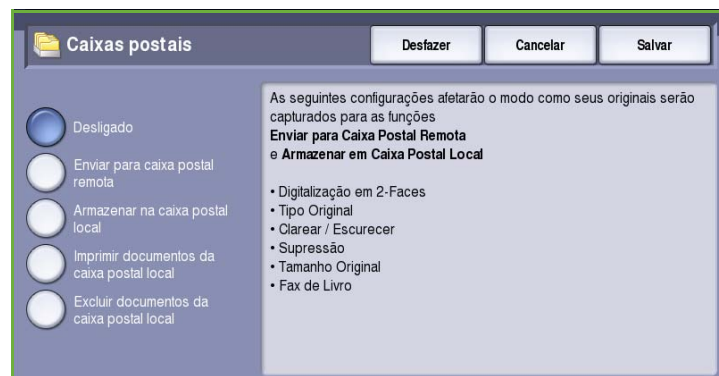 Caixas postais
Desfazer
Cancelar
Salvar
Desligado
Enviar para caixa postal
remota
Armazenar na caixa postal
local
Imprimir documentos da
caixa postal local
Excluir documentos da
caixa postal local
As seguintes configurações afetarão o modo como seus originais serão
capturados para as funções
Enviar para Caixa Postal Remota
e Armazenar em Caixa Postal Local
• Digitalização em 2-Faces
• Tipo Original
• Clarear / Escurecer
• Supressão
• Tamanho Original
• Fax de Livro